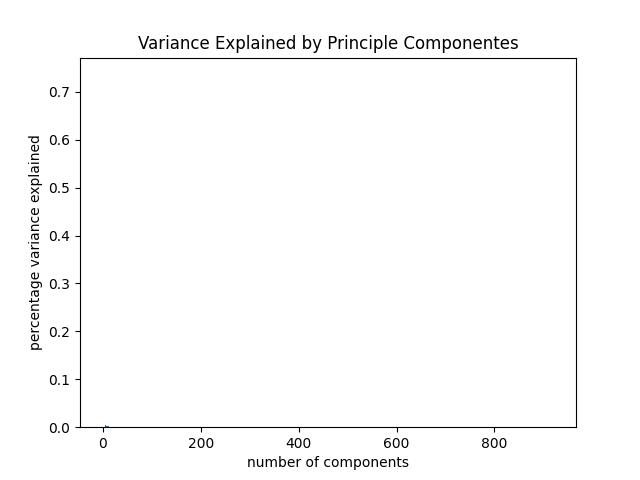 Variance Explained by Principle Componentes
0.7
0.6
0.5
0.4
0.3
0.2
0.1
0.0
percentage variance explained
0 200 400 600 800
number of components